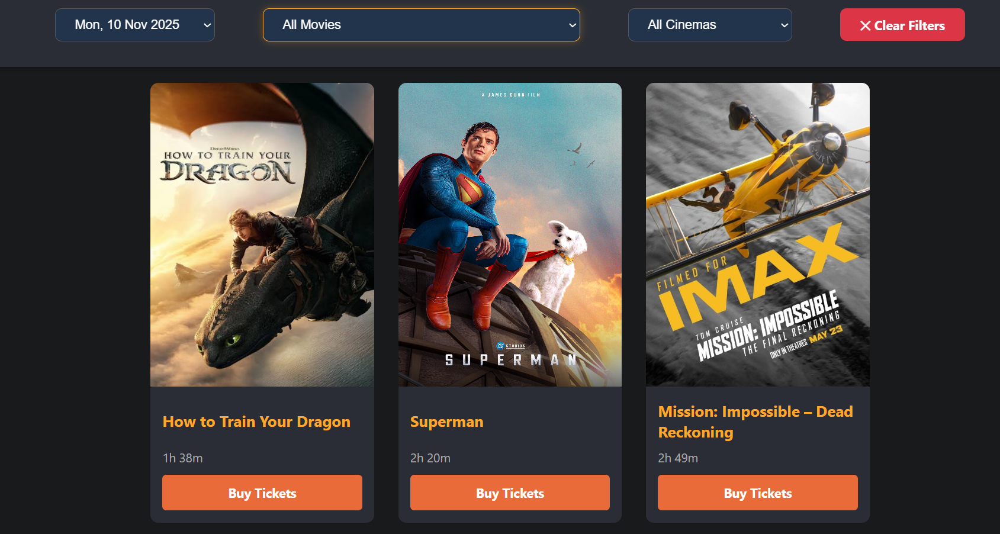 Mon, 10 Nov 2025
All Movies
All Cinemas
Clear Filters
DREAMWORKS
HOW TO TRAIN YOUR
DRAGON
A JAMES GUNN FILM
DC STUDIOS
SUPERMAN
FILMED FOR
IMAX
TOM CRUISE
MISSION: IMPOSSIBLE
THE FINAL RECKONING
ONLY IN THEATRES MAY 23
How to Train Your Dragon
1h 38m
Buy Tickets
Superman
2h 20m
Buy Tickets
Mission: Impossible – Dead
Reckoning
2h 49m
Buy Tickets